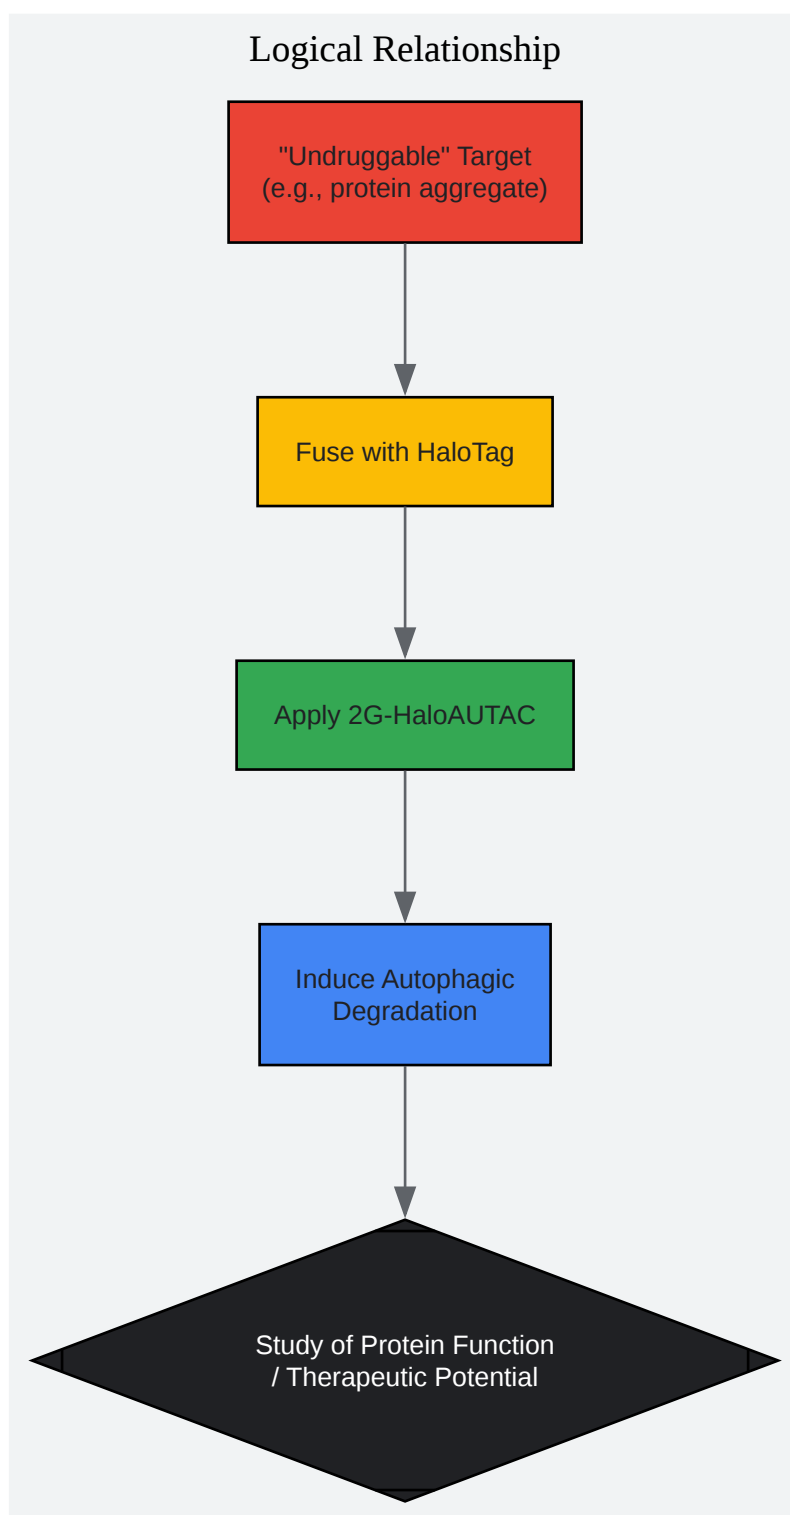 Logical Relationship
"Undruggable" Target
(e.g., protein aggregate)
Fuse with HaloTag
Apply 2G-HaloAUTAC
Induce Autophagic
Degradation
Study of Protein Function
/ Therapeutic Potential